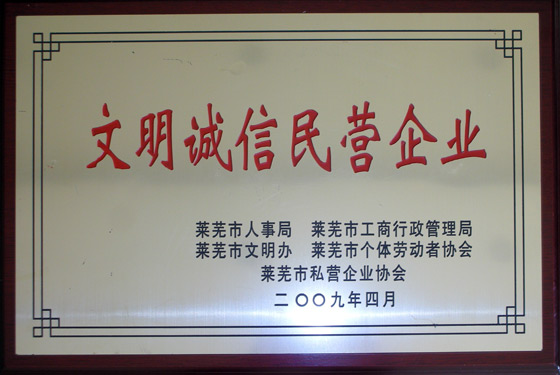 文明诚信民营企业
莱芜市人事局 莱芜市工商行政管理局
莱芜市文明办 莱芜市个体劳动者协会
莱芜市私营企业协会
二〇〇九年四月